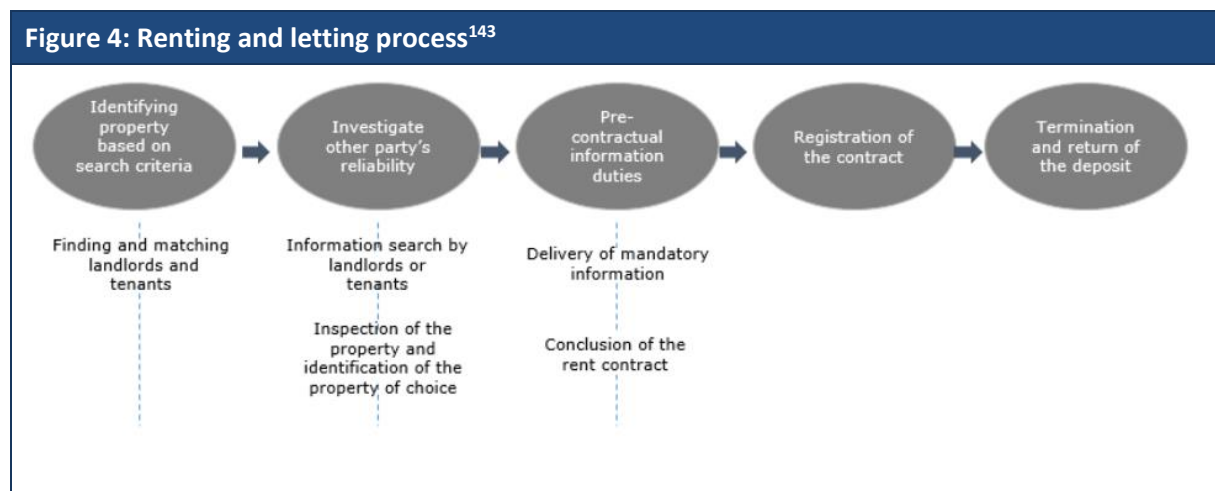 Figure 4: Renting and letting process143
Identifying
property
based on
search criteria
Investigate
other party's
reliability
Pre-
contractual
information
duties
Registration of
the contract
Termination
and return of
the deposit
Finding and matching
landlords and
tenants
Information search by
landlords or
tenants
Inspection of the
property and
identification of the
property of choice
Delivery of mandatory
information
Conclusion of the
rent contract